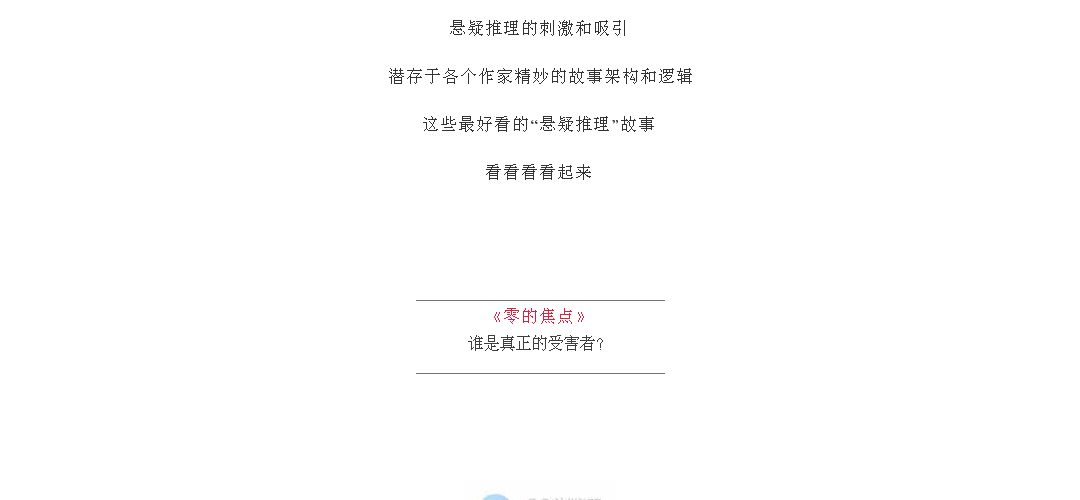 悬疑推理的刺激和吸引
潜存于各个作家精妙的故事架构和逻辑
这些最好看的“悬疑推理”故事
看看看看起来
《零的焦点》
谁是真正的受害者?